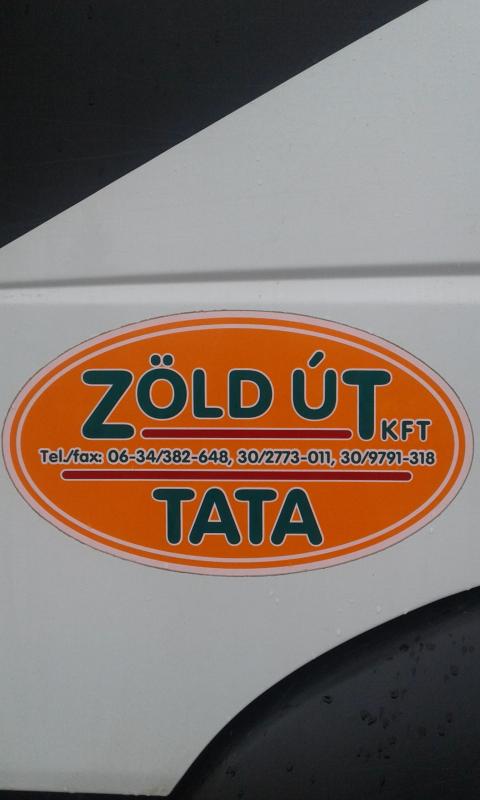 ZÖLD ÚT KFT
Tel./fax: 06-34/382-648, 30/2773-011, 30/9791-318
TATA